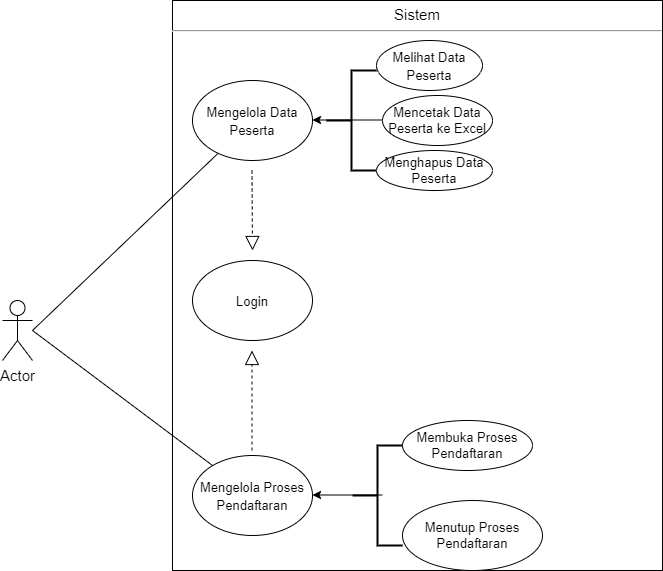 Sistem
Melihat Data
Peserta
Mengelola Data
Peserta
Mencetak Data
Peserta ke Excel
Menghapus Data
Peserta
Login
Actor
Membuka Proses
Pendaftaran
Mengelola Proses
Pendaftaran
Menutup Proses
Pendaftaran